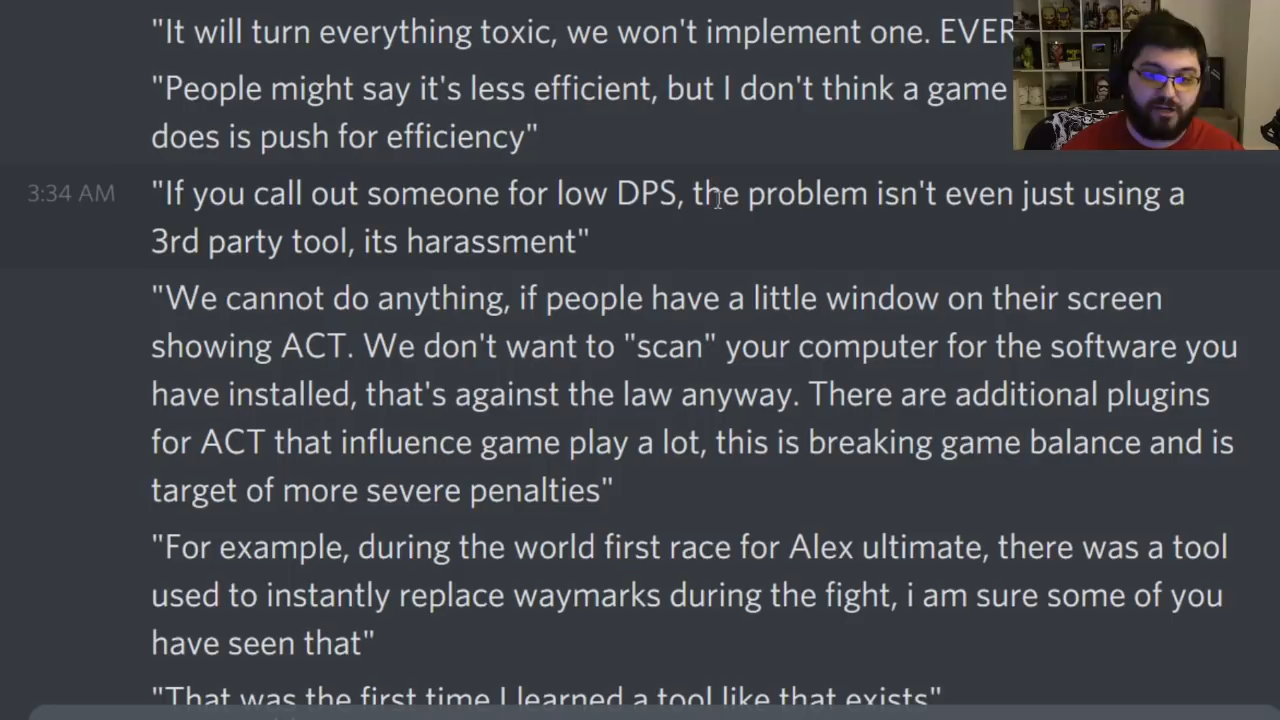 "It will turn everything toxic, we won't implement one. EVER
"People might say it's less efficient, but I don't think a game
does is push for efficiency"
3:34 AM "If you call out someone for low DPS, the problem isn't even just using a
3rd party tool, its harassment"
"We cannot do anything, if people have a little window on their screen
showing ACT. We don't want to "scan" your computer for the software you
have installed, that's against the law anyway. There are additional plugins
for ACT that influence game play a lot, this is breaking game balance and is
target of more severe penalties"
"For example, during the world first race for Alex ultimate, there was a tool
used to instantly replace waymarks during the fight, i am sure some of you
have seen that"
"That was the first time I learned a tool like that exists"